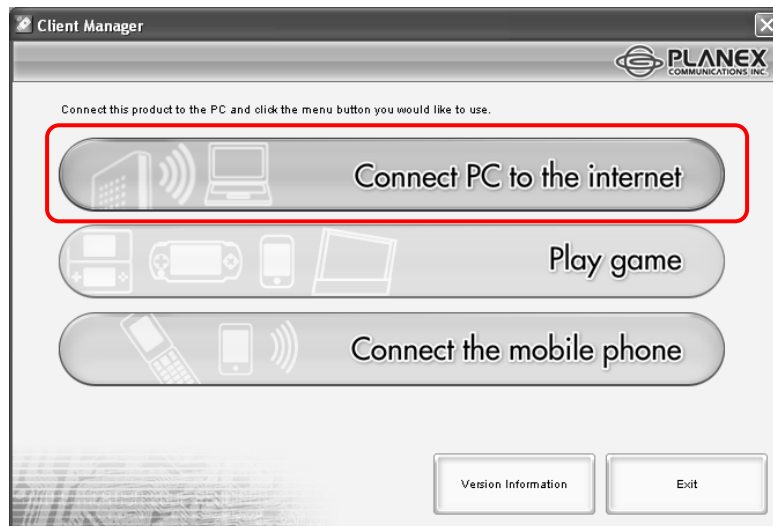 Client Manager
PLANEX
COMMUNICATIONS INC.
Connect this product to the PC and click the menu button you would like to use.
Connect PC to the internet
Play game
Connect the mobile phone
Version Information
Exit